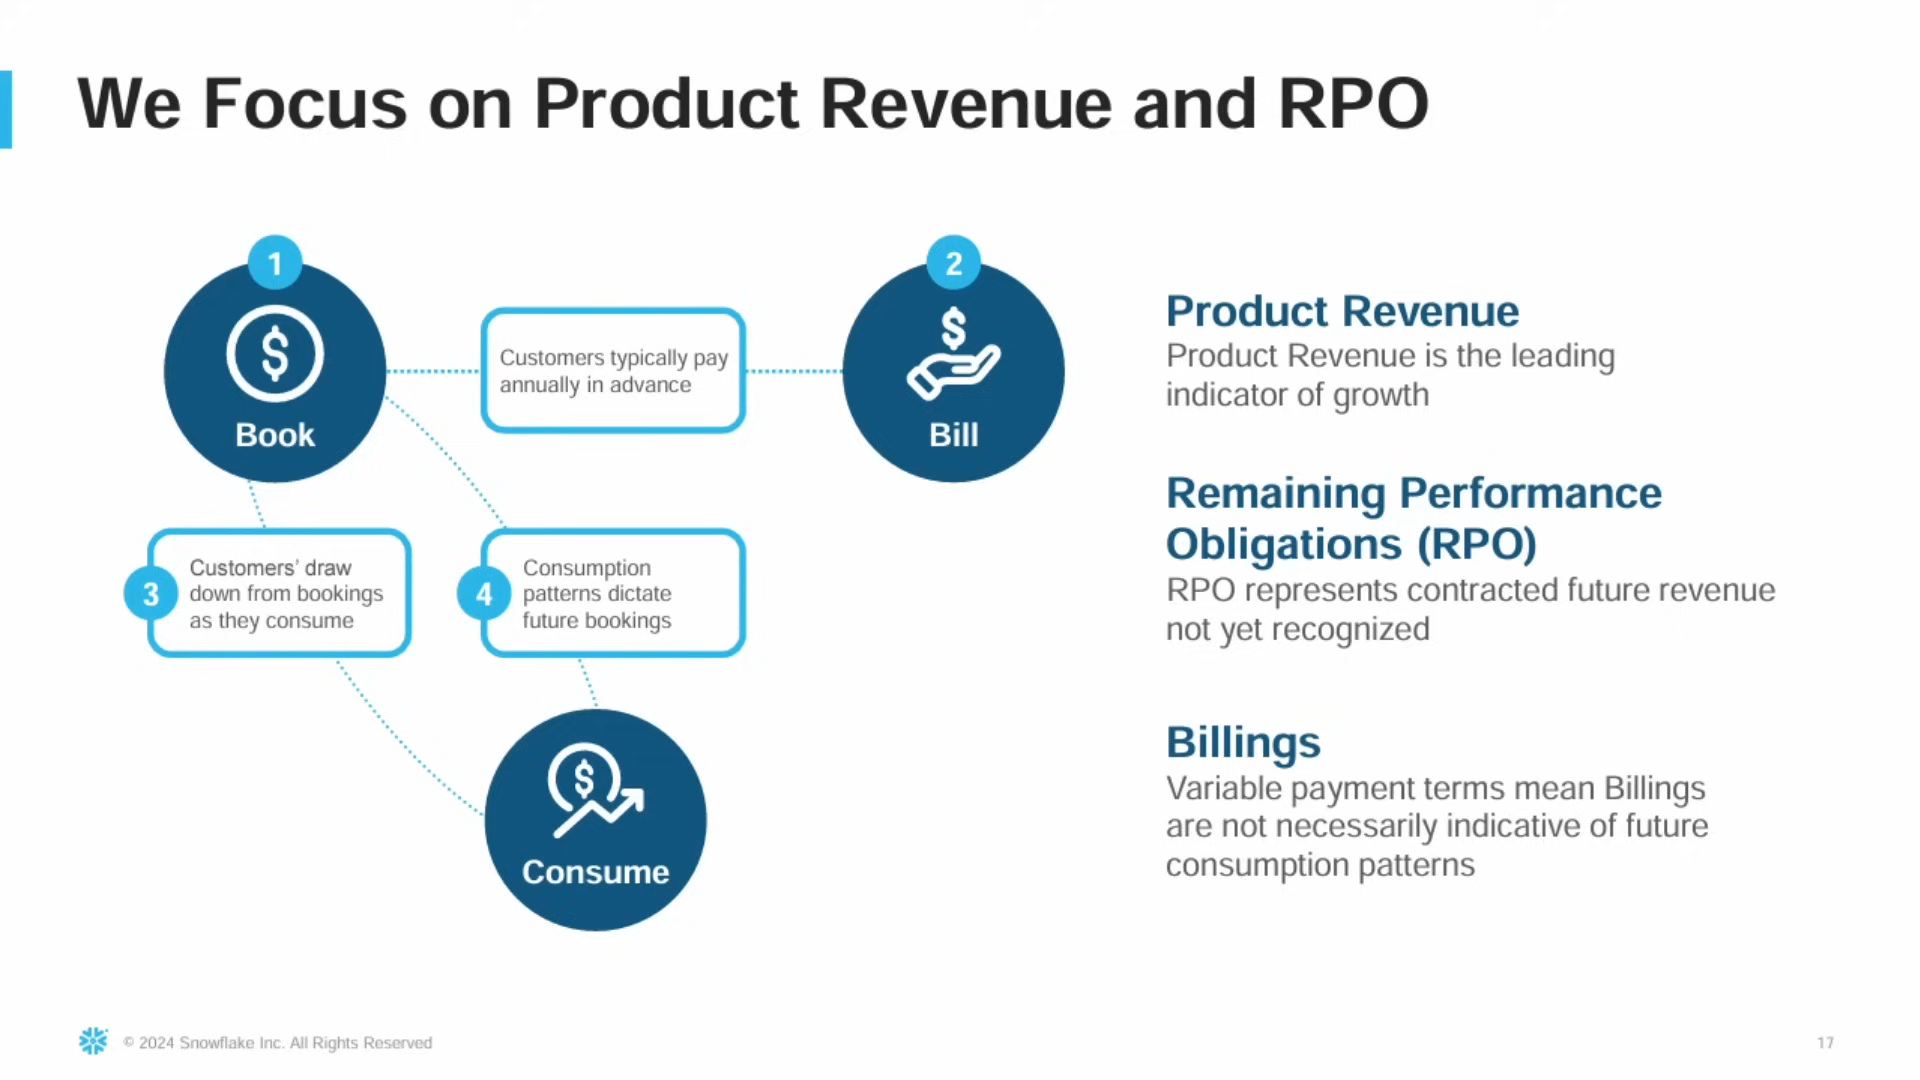 We Focus on Product Revenue and RPO
1
Book
Customers typically pay
annually in advance
2
Bill
3
Customers’ draw
down from bookings
as they consume
4
Consumption
patterns dictate
future bookings
Consume
Product Revenue
Product Revenue is the leading
indicator of growth
Remaining Performance
Obligations (RPO)
RPO represents contracted future revenue
not yet recognized
Billings
Variable payment terms mean Billings
are not necessarily indicative of future
consumption patterns
© 2024 Snowflake Inc. All Rights Reserved
17